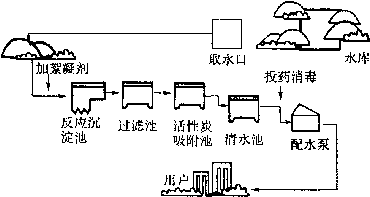 取水口
水库
加絮凝剂
投药消毒
反应沉
淀池
过滤池
活性炭
吸附池
清水池
配水泵
用户